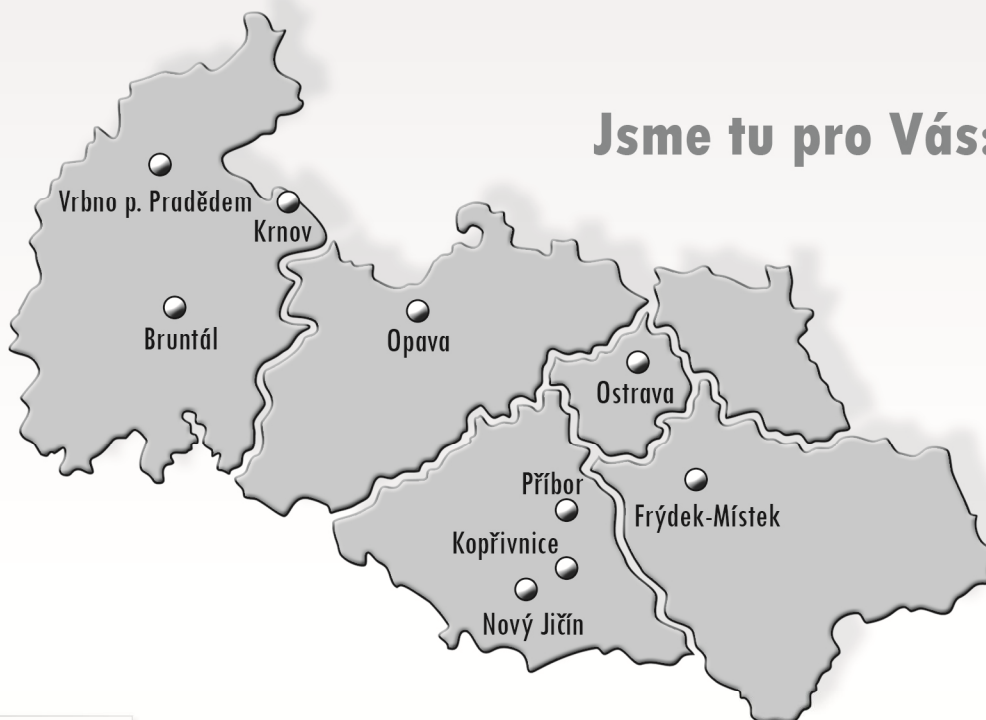 Jsme tu pro Vás:
Vrbno p. Pradědem
Krnov
Bruntál
Opava
Ostrava
Příbor
Frýdek-Místek
Kopřivnice
Nový Jičín